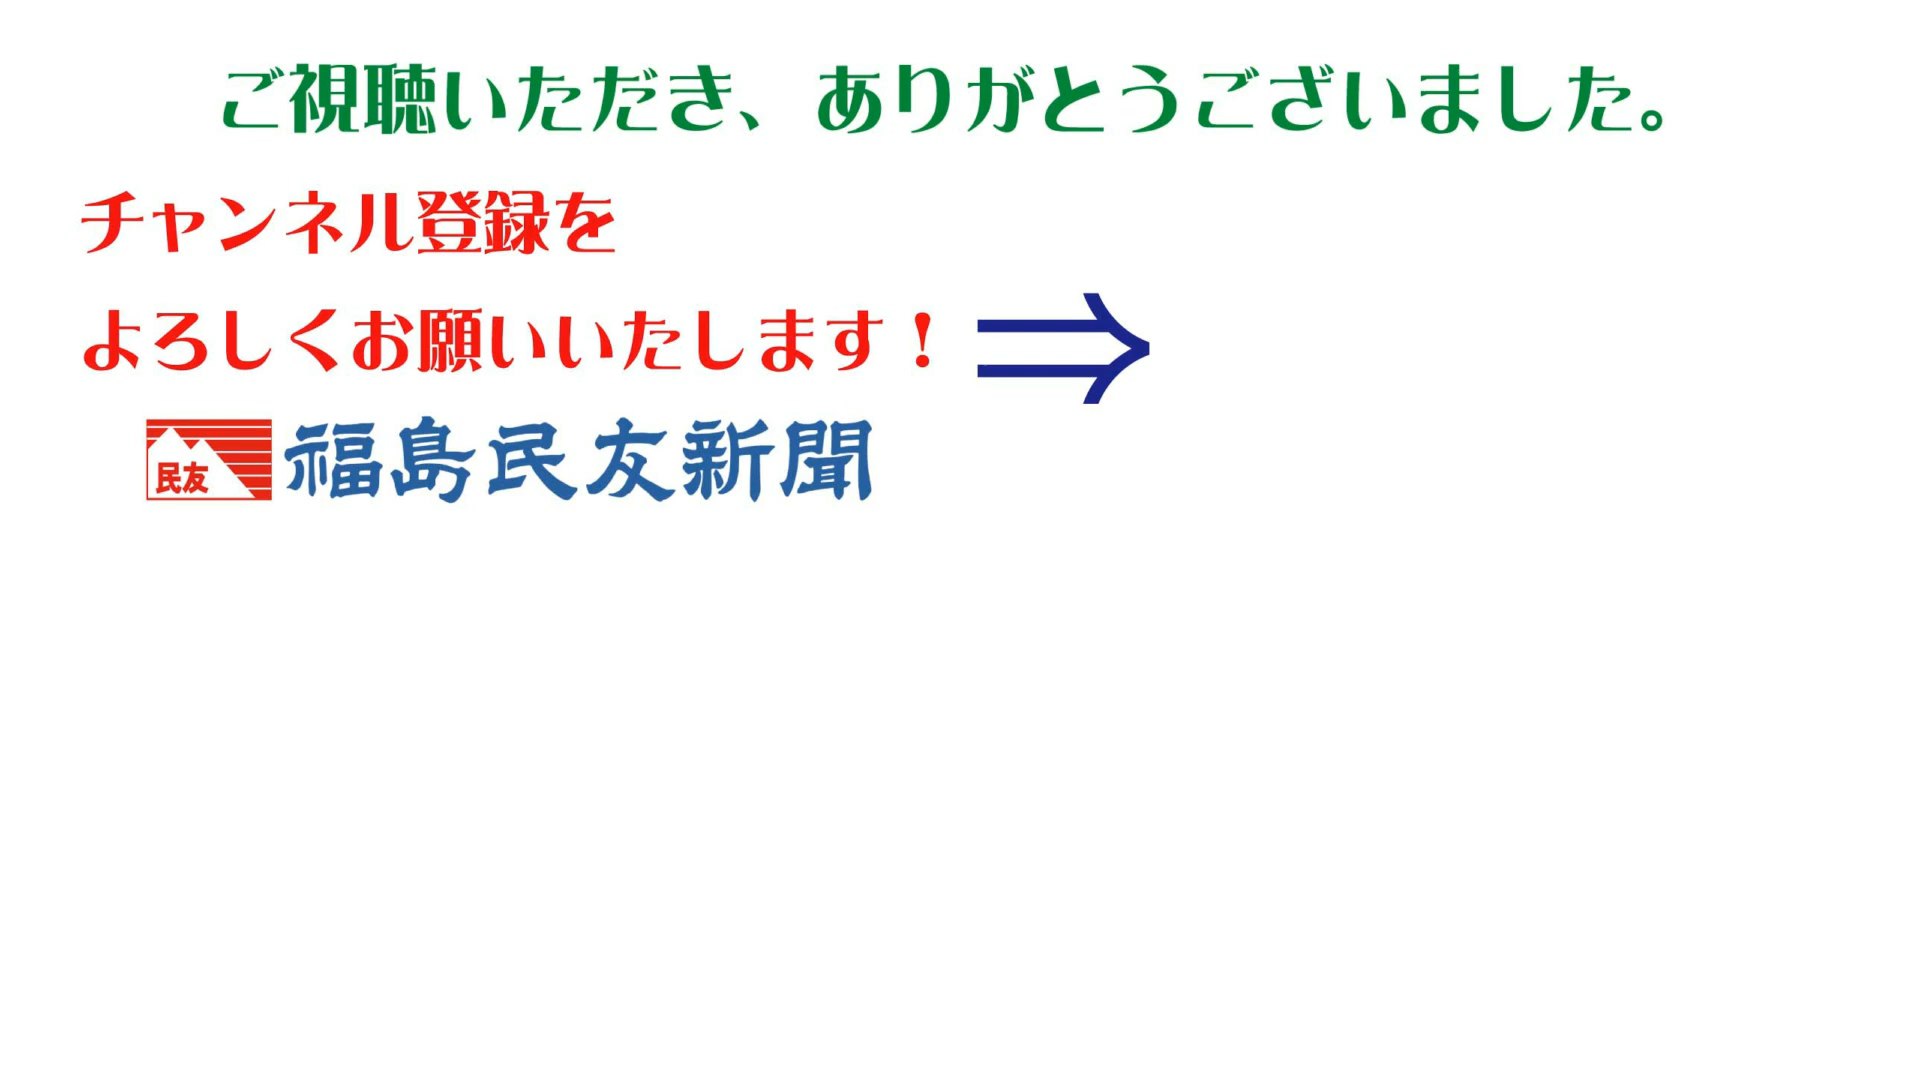 ご視聴いただき、ありがとうございました。
チャンネル登録を
よろしくお願いいたします！⇒
民友 福島民友新聞